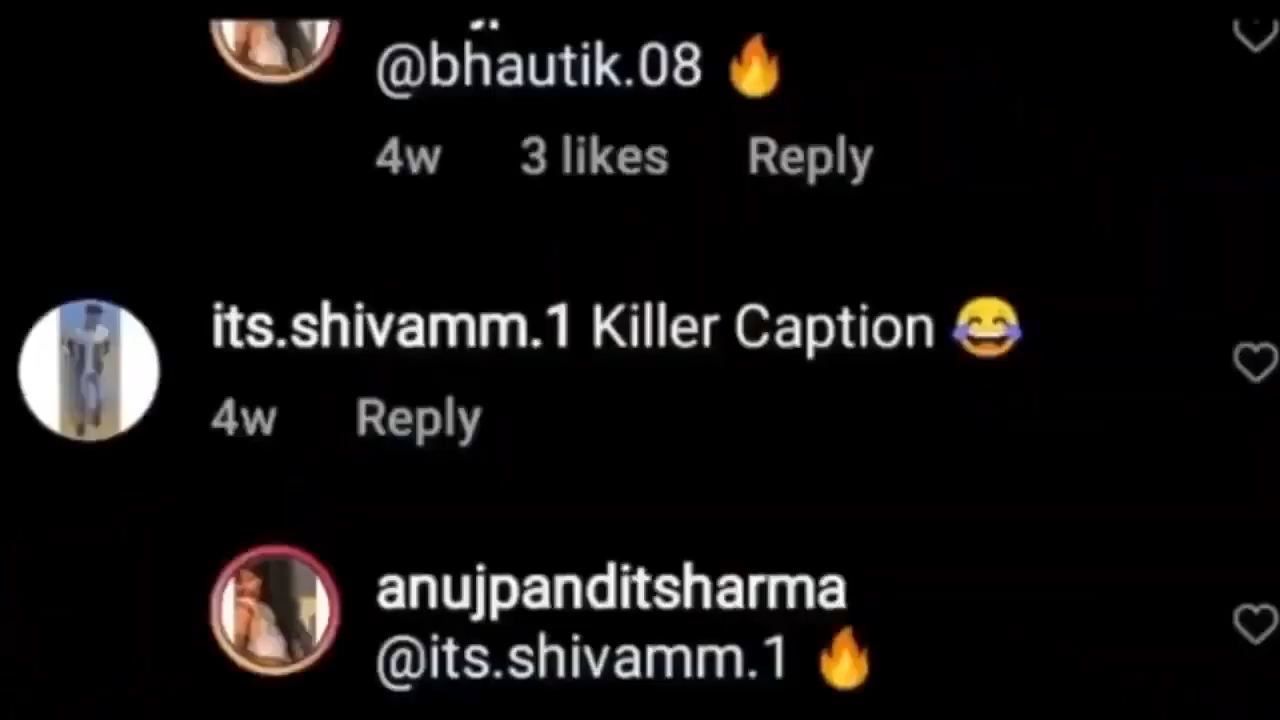 @bhautik.08 🔥
4w 3 likes Reply
its.shivamm.1 Killer Caption 😂
4w Reply
anujpanditsharma
@its.shivamm.1 🔥